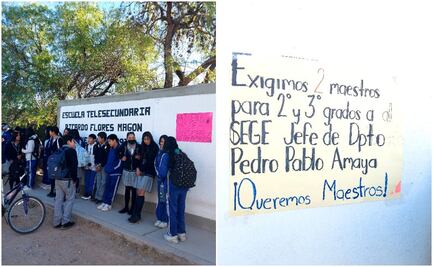 ESCUELA TELESECUNDARIA
RICARDO FLORES MAGON
Exigimos 2 maestros
para 2° y 3° grados a
SEGE Jefe de Dpto
Pedro Pablo Amaya
¡Queremos Maestros!